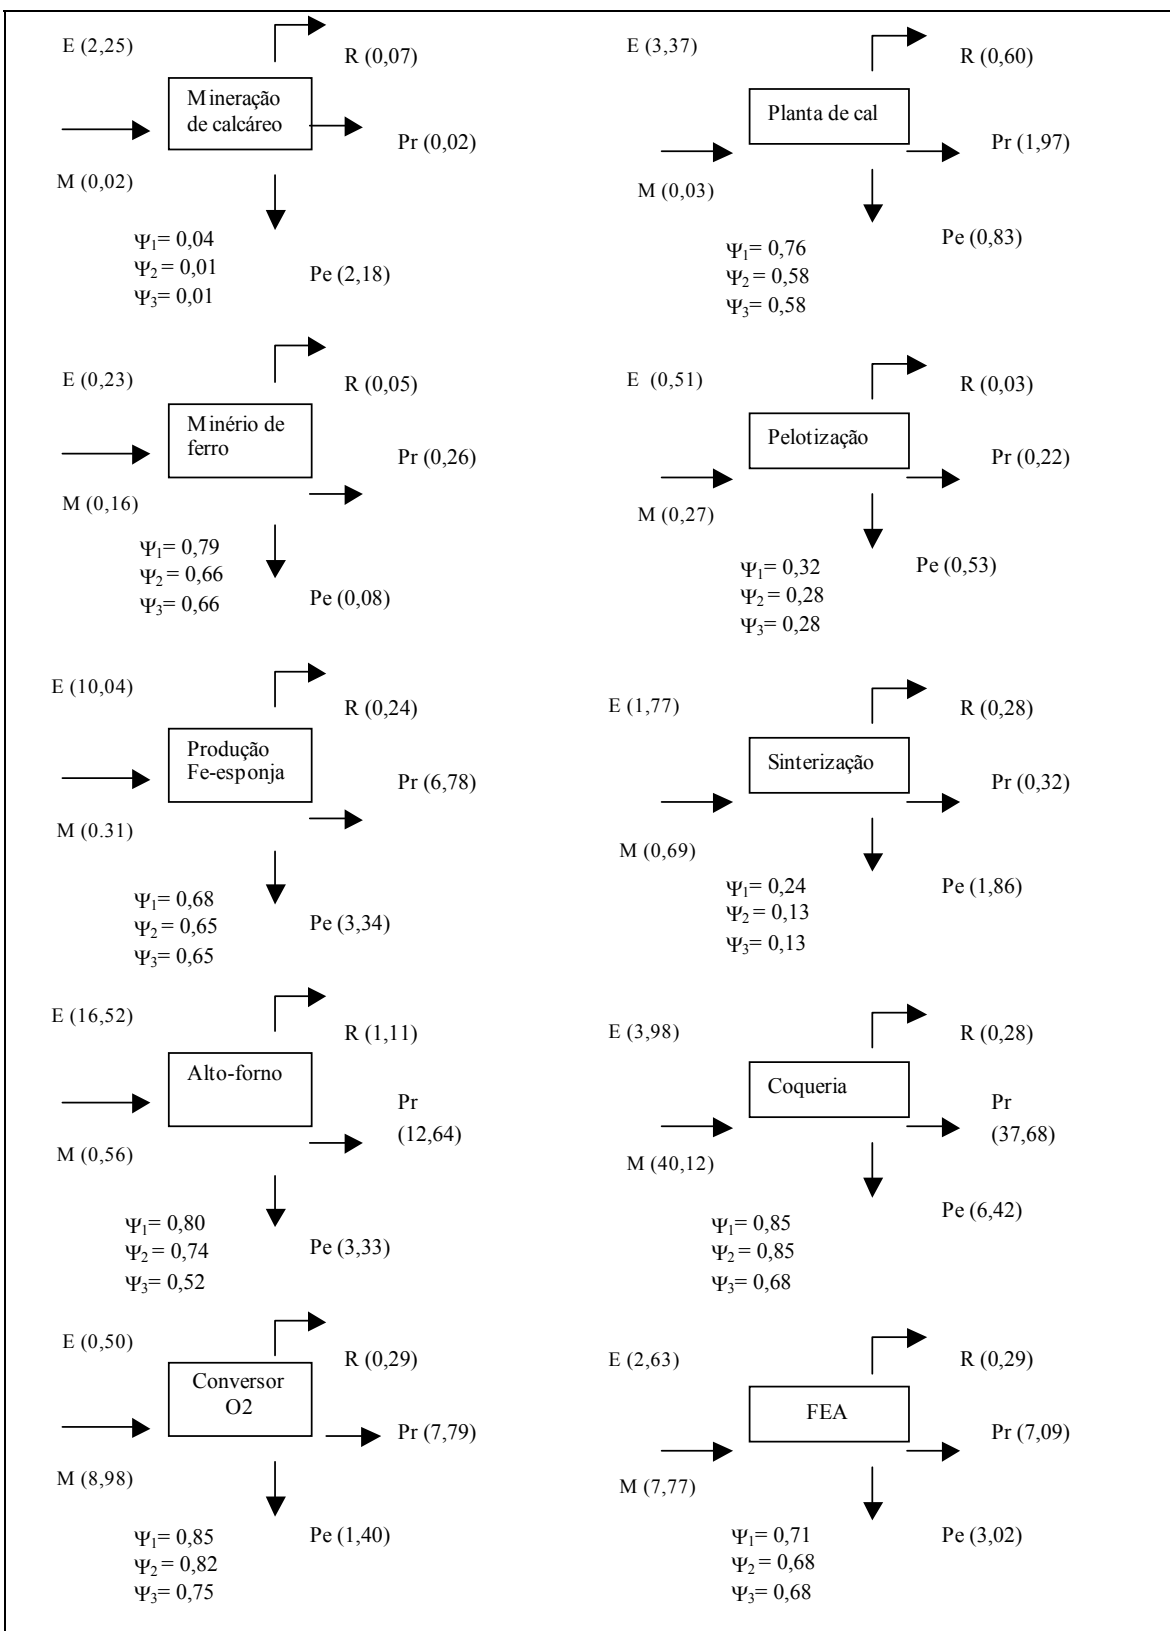 E (2,25)
R (0,07)
Mineração
de calcáreo
Pr (0,02)
M (0,02)
Ψ1= 0,04
Ψ2 = 0,01
Ψ3= 0,01
Pe (2,18)
E (3,37)
R (0,60)
Planta de cal
Pr (1,97)
M (0,03)
Pe (0,83)
Ψ1= 0,76
Ψ2 = 0,58
Ψ3= 0,58
E (0,23)
R (0,05)
Minério de
ferro
Pr (0,26)
M (0,16)
Ψ1= 0,79
Ψ2 = 0,66
Ψ3= 0,66
Pe (0,08)
E (0,51)
R (0,03)
Pelotização
Pr (0,22)
M (0,27)
Pe (0,53)
Ψ1= 0,32
Ψ2 = 0,28
Ψ3= 0,28
E (10,04)
R (0,24)
Produção
Fe-esponja
Pr (6,78)
M (0.31)
Ψ1= 0,68
Ψ2 = 0,65
Ψ3= 0,65
Pe (3,34)
E (1,77)
R (0,28)
Sinterização
Pr (0,32)
M (0,69)
Pe (1,86)
Ψ1= 0,24
Ψ2 = 0,13
Ψ3= 0,13
E (16,52)
R (1,11)
Alto-forno
Pr
(12,64)
M (0,56)
Ψ1= 0,80
Ψ2 = 0,74
Ψ3= 0,52
Pe (3,33)
E (3,98)
R (0,28)
Coqueria
Pr
(37,68)
M (40,12)
Pe (6,42)
Ψ1= 0,85
Ψ2 = 0,85
Ψ3= 0,68
E (0,50)
R (0,29)
Conversor
O2
Pr (7,79)
M (8,98)
Ψ1= 0,85
Ψ2 = 0,82
Ψ3= 0,75
Pe (1,40)
E (2,63)
R (0,29)
FEA
Pr (7,09)
M (7,77)
Pe (3,02)
Ψ1= 0,71
Ψ2 = 0,68
Ψ3= 0,68